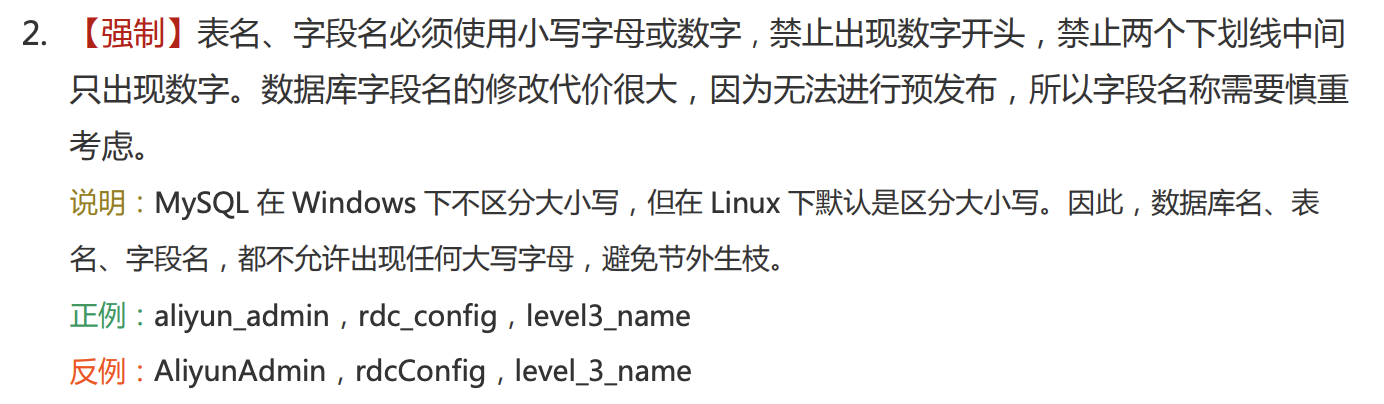 2. 【强制】表名、字段名必须使用小写字母或数字，禁止出现数字开头，禁止两个下划线中间
只出现数字。数据库字段名的修改代价很大，因为无法进行预发布，所以字段名称需要慎重
考虑。
说明：MySQL 在 Windows 下不区分大小写，但在 Linux 下默认是区分大小写。因此，数据库名、表
名、字段名，都不允许出现任何大写字母，避免节外生枝。
正例：aliyun_admin，rdc_config，level3_name
反例：AliyunAdmin，rdcConfig，level_3_name